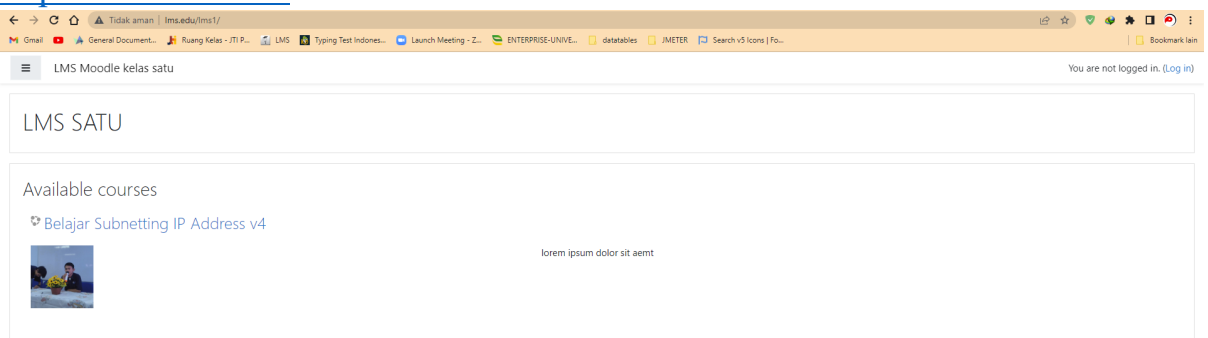 Tidak aman | lms.edu/lms1/
Gmail General Document... Ruang Kelas - JTI P... LMS Typing Test Indones... Launch Meeting - Z... ENTERPRISE-UNIVE... datatables JMETER Search v5 Icons | Fo... Bookmark lain
LMS Moodle kelas satu You are not logged in. (Log in)
LMS SATU
Available courses
Belajar Subnetting IP Address v4
lorem ipsum dolor sit aemt